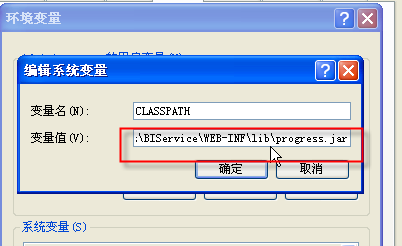 环境变量
编辑系统变量
变量名(N):
CLASSPATH
变量值(V):
:\BIService\WEB-INF\lib\progress.jar
确定
取消
系统变量(S)